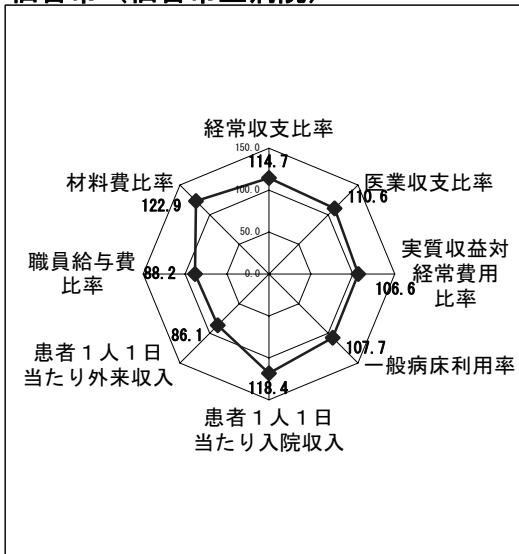 経常収支比率
150.0
114.7
材料費比率
122.9
100.0
医業収支比率
110.6
50.0
職員給与費
比率
88.2
0.0
実質収益対
経常費用
比率
106.6
患者１人１日
当たり外来収入
86.1
107.7
一般病床利用率
118.4
患者１人１日
当たり入院収入